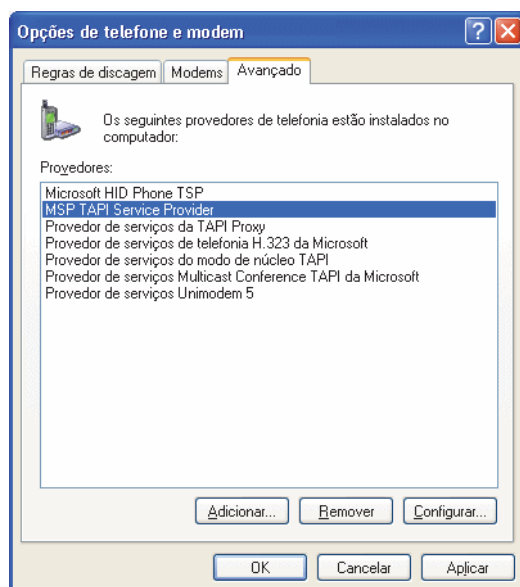 Opções de telefone e modem
Regras de discagem Modems Avançado
Os seguintes provedores de telefonia estão instalados no
computador:
Provedores:
Microsoft HID Phone TSP
MSP TAPI Service Provider
Provedor de serviços da TAPI Proxy
Provedor de serviços de telefonia H.323 da Microsoft
Provedor de serviços do modo de núcleo TAPI
Provedor de serviços Multicast Conference TAPI da Microsoft
Provedor de serviços Unimodem 5
Adicionar... Remover Configurar...
OK Cancelar Aplicar